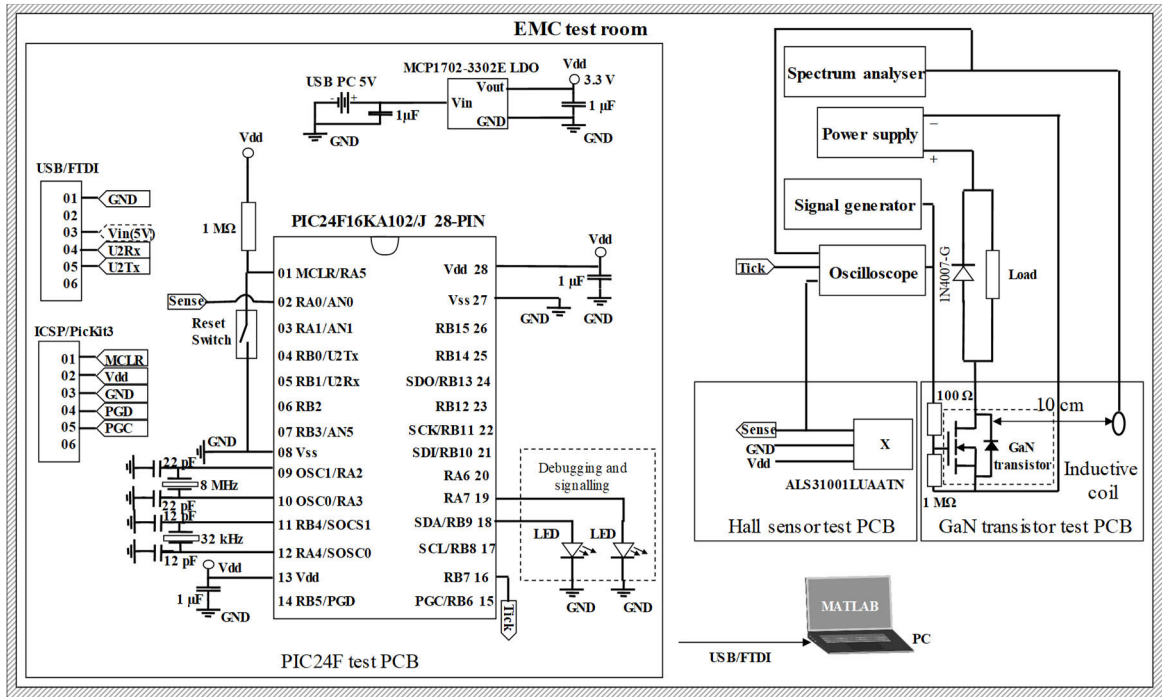 EMC test room
USB PC 5V
MCP1702-3302E LDO
Vdd
3.3 V
Vout
Vin
GND
- +
1µF
1 µF
GND
GND
Vdd
USB/FTDI
01
GND
02
03
Vin(5V)
04
U2Rx
05
U2Tx
06
1 MΩ
PIC24F16KA102/J 28-PIN
01 MCLR/RA5
Sense
02 RA0/AN0
Reset
Switch
03 RA1/AN1
04 RB0/U2Tx
05 RB1/U2Rx
06 RB2
07 RB3/AN5
GND
08 Vss
22 pF
09 OSC1/RA2
8 MHz
10 OSC0/RA3
22 pF
12 pF
11 RB4/SOCS1
32 kHz
12 RA4/SOSC0
12 pF
Vdd
13 Vdd
1 µF
GND
14 RB5/PGD
ICSP/PicKit3
01
MCLR
02
Vdd
03
GND
04
PGD
05
PGC
06
Vdd 28
Vdd
1 µF
Vss 27
GND
GND
RB15 26
RB14 25
SDO/RB13 24
RB12 23
SCK/RB11 22
SDI/RB10 21
RA6 20
RA7 19
SDA/RB9 18
SCL/RB8 17
RB7 16
PGC/RB6 15
Tick
Debugging and
signalling
LED
LED
GND
GND
PIC24F test PCB
Spectrum analyser
Power supply
–
+
Signal generator
Tick
Oscilloscope
1N4007-G
Load
Sense
GND
Vdd
X
ALS31001LUAATN
Hall sensor test PCB
100 Ω
10 cm
GaN
transistor
1 MΩ
Inductive
coil
GaN transistor test PCB
MATLAB
PC
USB/FTDI